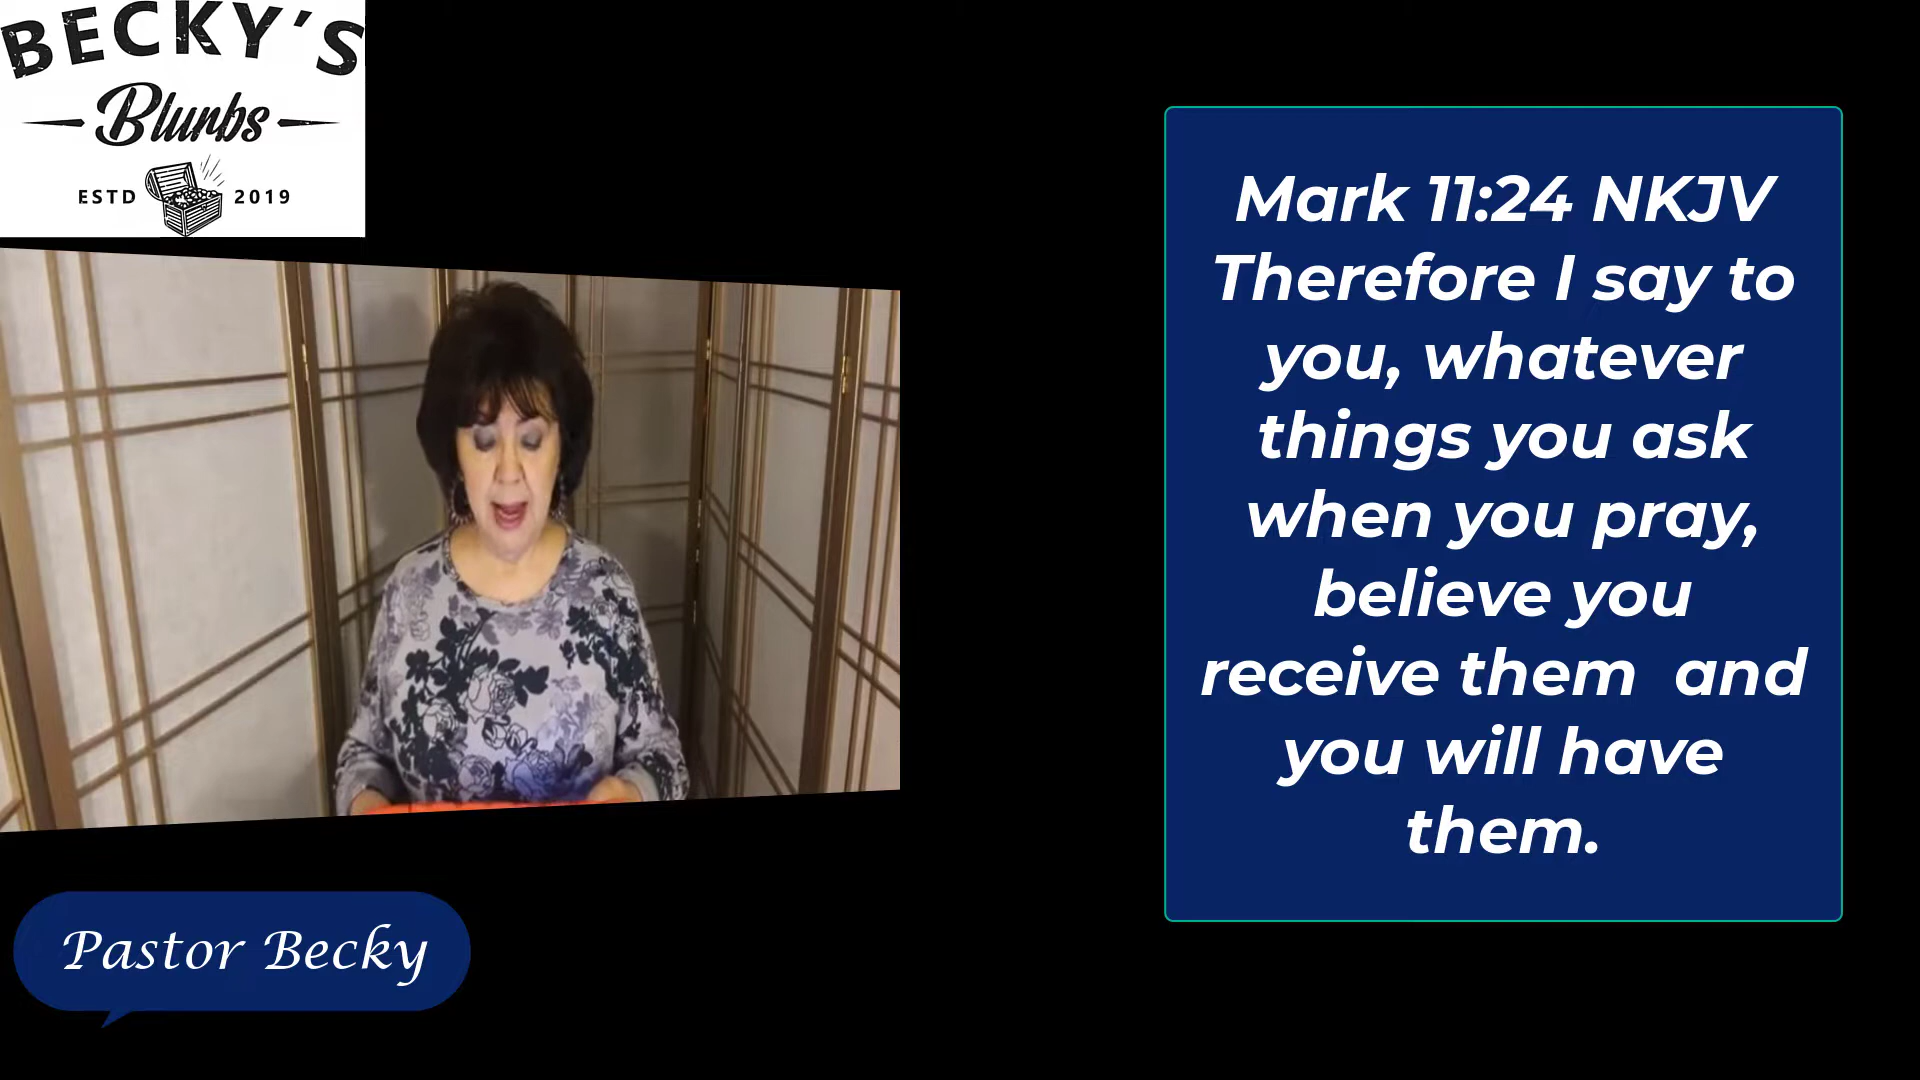 BECKY'S
Blurbs
ESTD 2019
Mark 11:24 NKJV
Therefore I say to
you, whatever
things you ask
when you pray,
believe you
receive them  and
you will have
them.
Pastor Becky